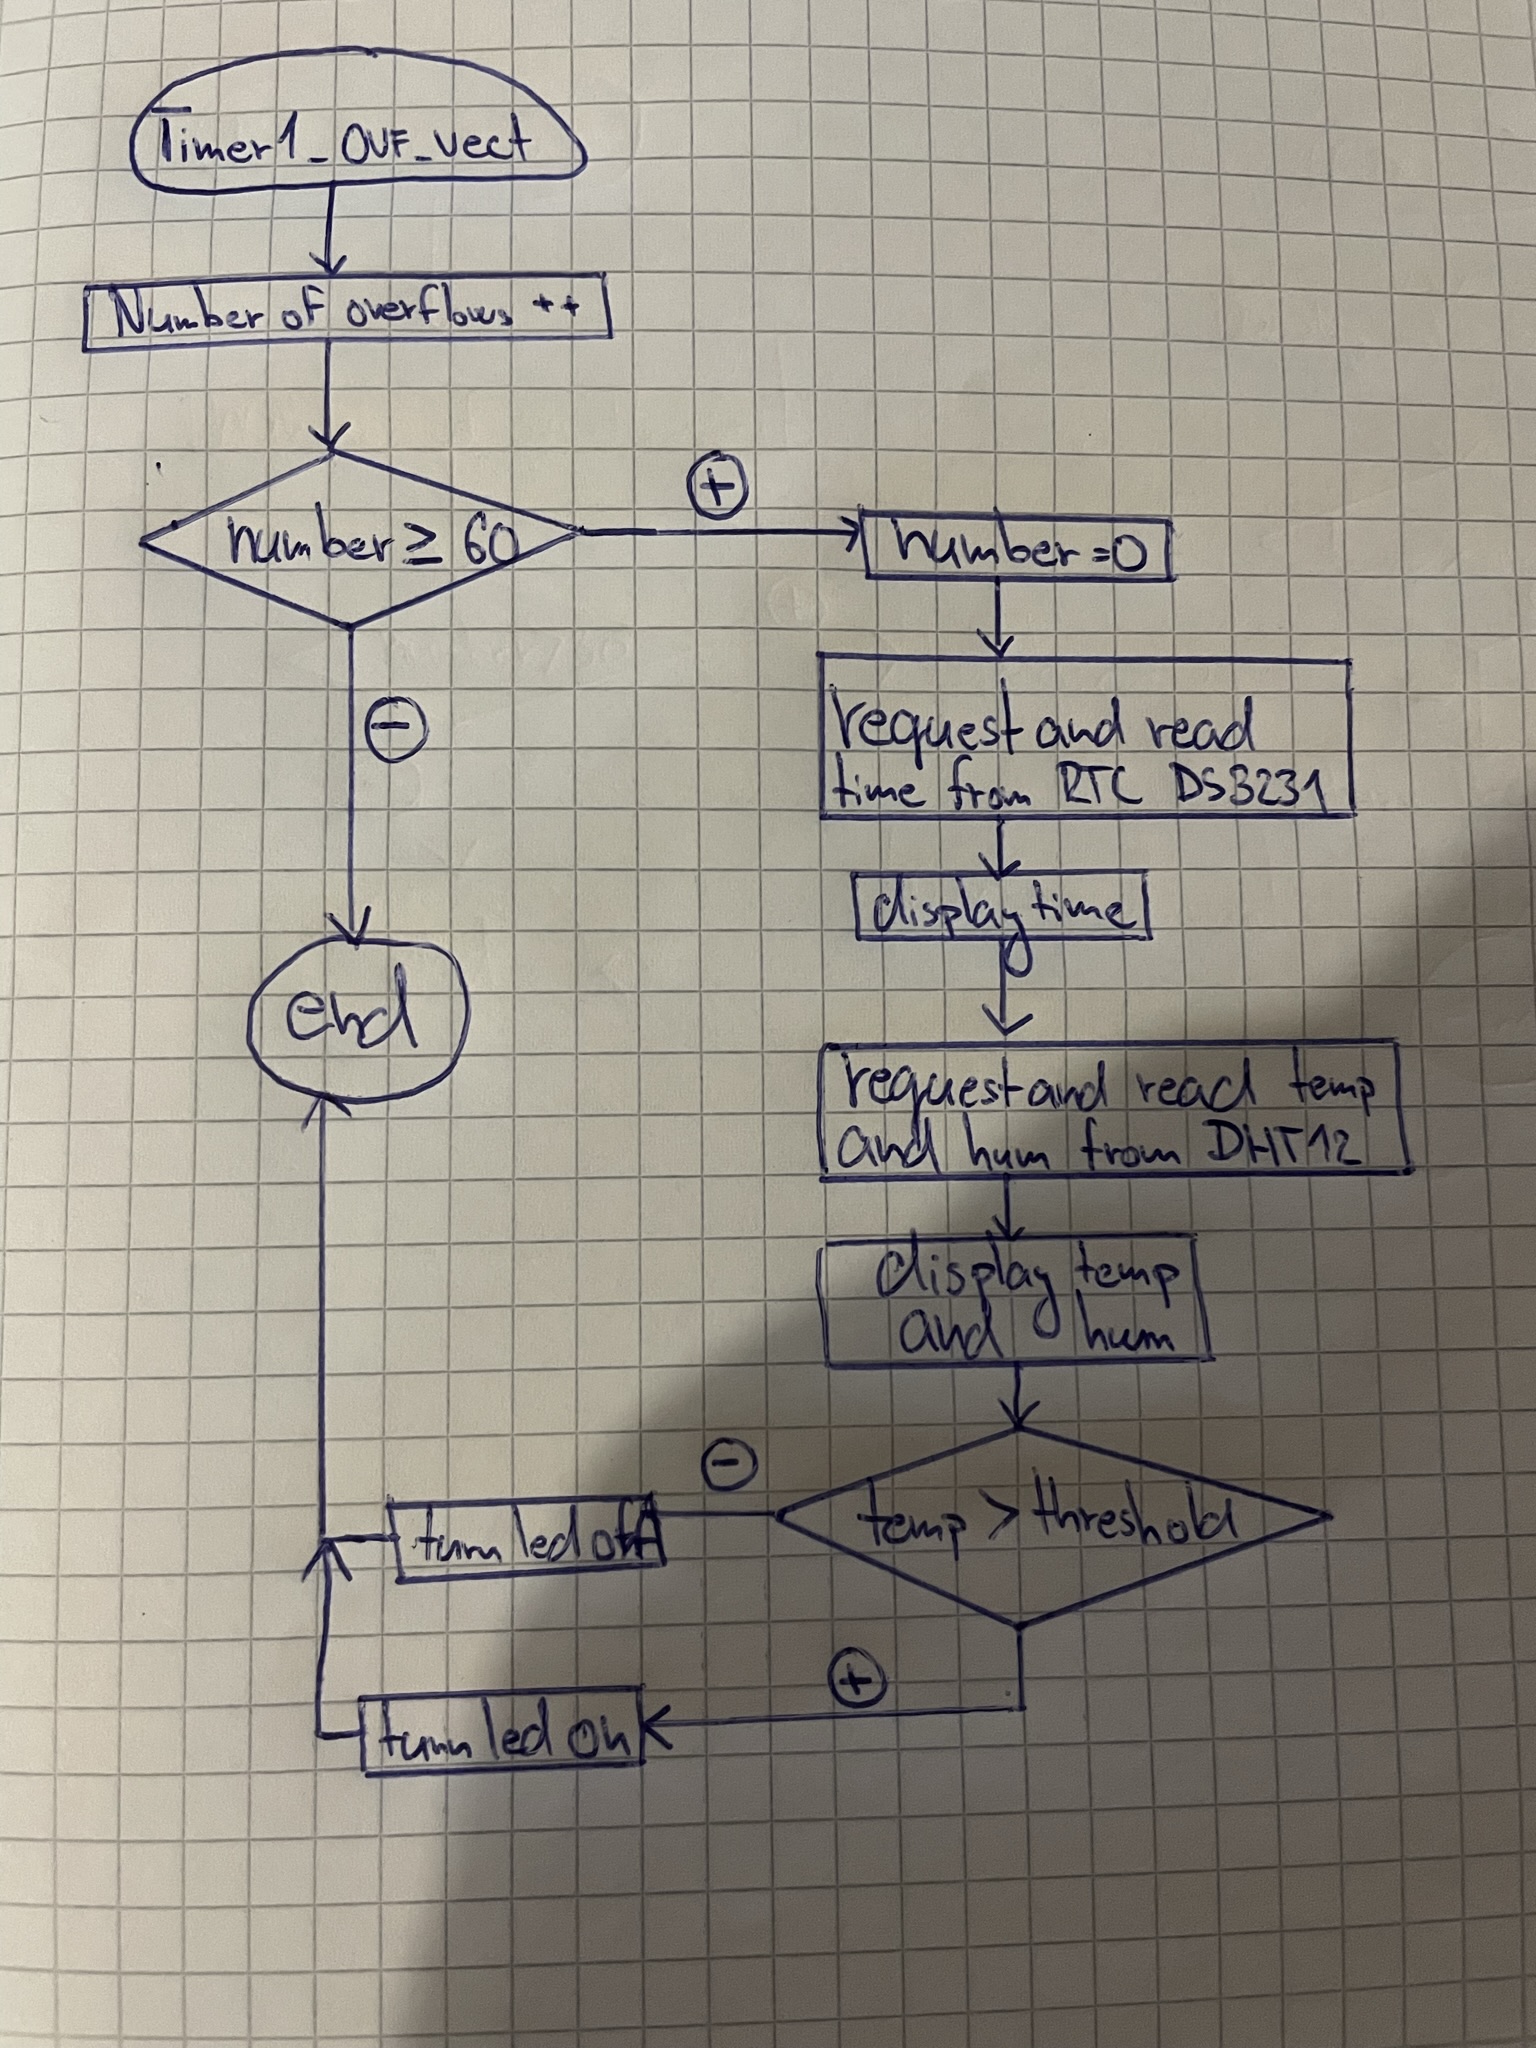 Timer1_OVF_vect
Number of overflows ++
number ≥ 60
+
number = 0
-
request and read
time from RTC DS3231
display time
end
request and read temp
and hum from DHT12
display temp
and hum
temp > threshold
-
turn led off
+
turn led on